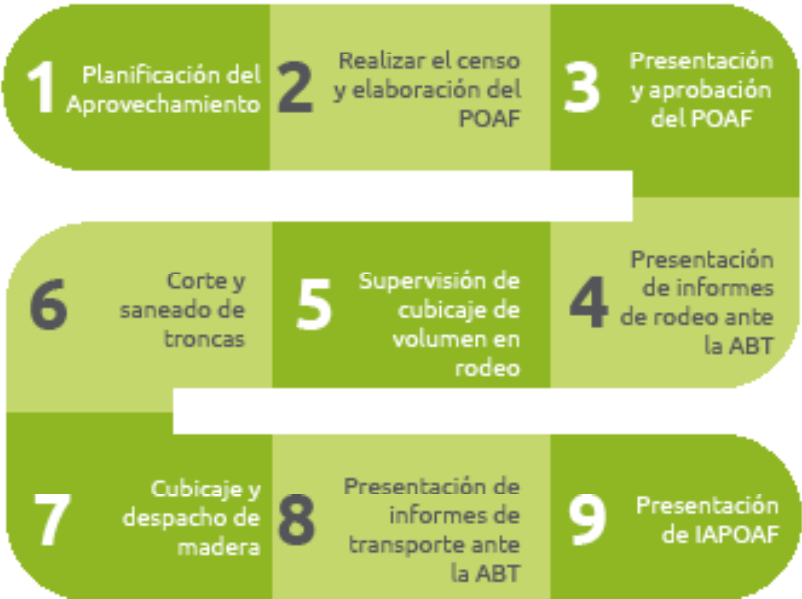 1
Planificación del
Aprovechamiento
2
Realizar el censo
y elaboración del
POAF
3
Presentación
y aprobación
del POAF
4
Presentación
de informes
de rodeo ante
la ABT
5
Supervisión de
cubicaje de
volumen en
rodeo
6
Corte y
saneado de
troncas
7
Cubicaje y
despacho de
madera
8
Presentación de
informes de
transporte ante
la ABT
9
Presentación
de IAPOAF